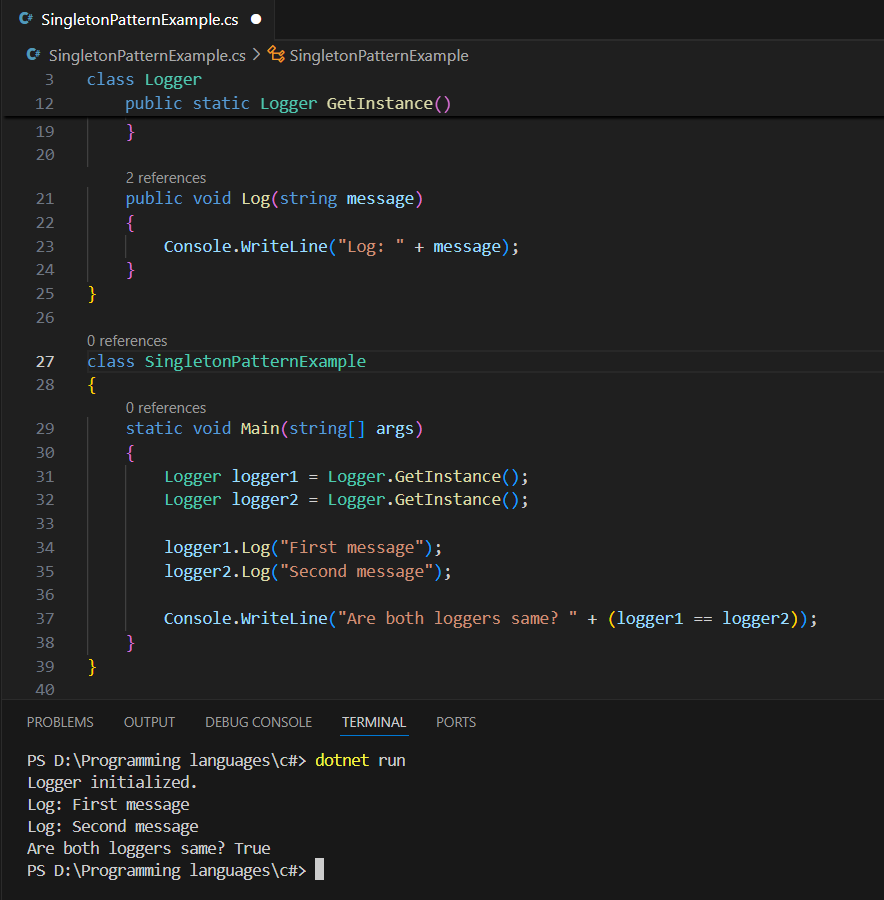 C# SingletonPatternExample.cs ●
C# SingletonPatternExample.cs > SingletonPatternExample
3 class Logger
12 public static Logger GetInstance()
19 }
20
2 references
21 public void Log(string message)
22 {
23 Console.WriteLine("Log: " + message);
24 }
25 }
26
0 references
27 class SingletonPatternExample
28 {
0 references
29 static void Main(string[] args)
30 {
31 Logger logger1 = Logger.GetInstance();
32 Logger logger2 = Logger.GetInstance();
33
34 logger1.Log("First message");
35 logger2.Log("Second message");
36
37 Console.WriteLine("Are both loggers same? " + (logger1 == logger2));
38 }
39 }
40
PROBLEMS OUTPUT DEBUG CONSOLE TERMINAL PORTS
PS D:\Programming languages\c#> dotnet run
Logger initialized.
Log: First message
Log: Second message
Are both loggers same? True
PS D:\Programming languages\c#>